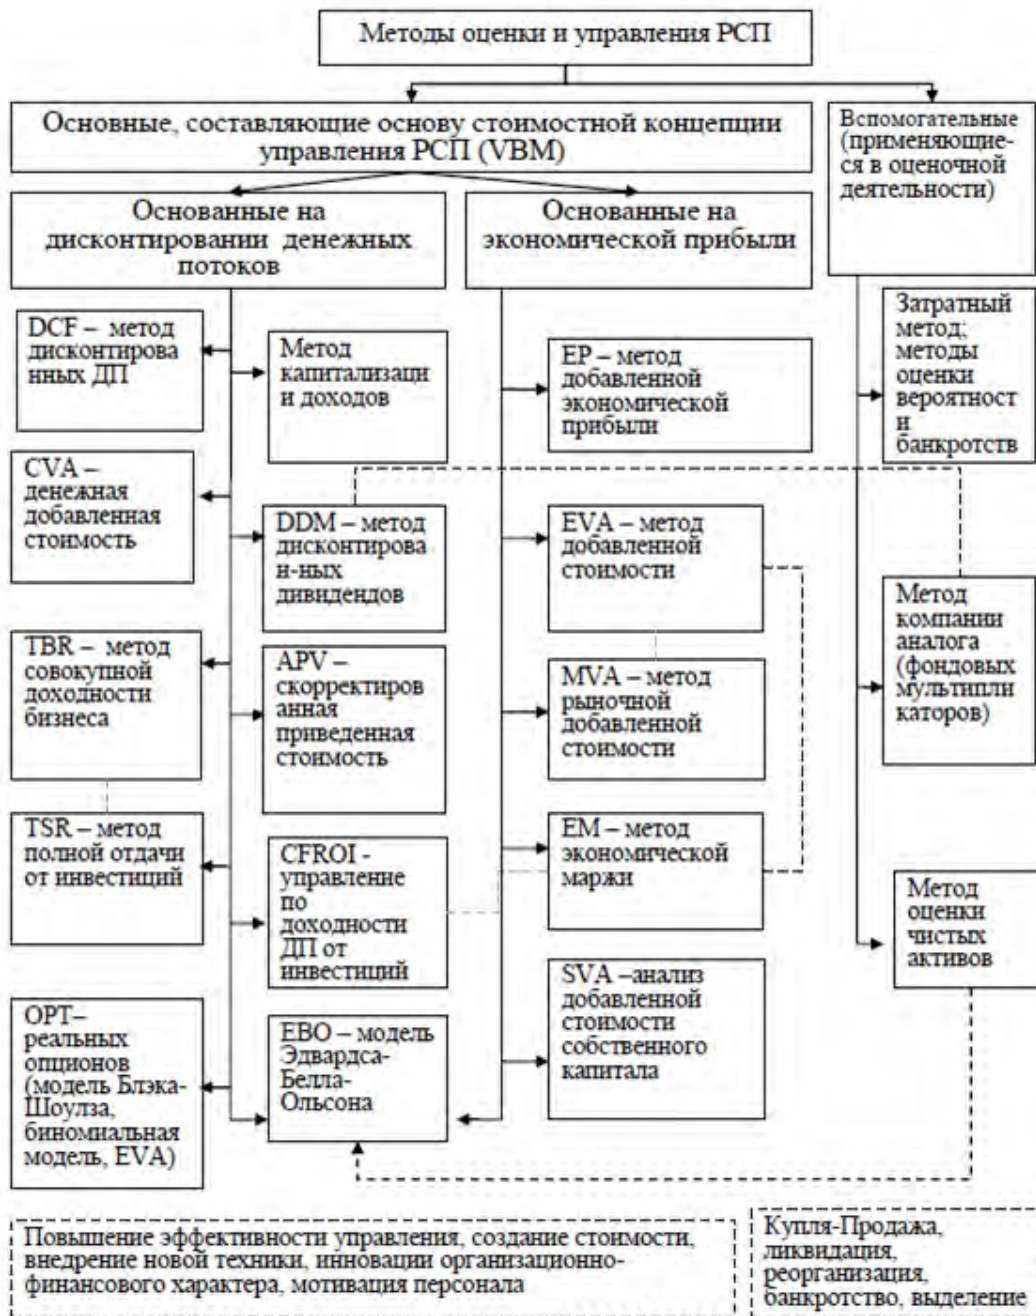 Методы оценки и управления РСП
Основные, составляющие основу стоимостной концепции
управления РСП (VBM)
Вспомогательные
(применяющие-
ся в оценочной
деятельности)
Основанные на
дисконтировании денежных
потоков
Основанные на
экономической прибыли
DCF – метод
дисконтирова
нных ДП
Метод
капитализаци
и доходов
EP – метод
добавленной
экономической
прибыли
Затратный
метод;
методы
оценки
вероятност
и
банкротств
CVA –
денежная
добавленная
стоимость
DDM – метод
дисконтирова
н-ных
дивидендов
EVA – метод
добавленной
стоимости
Метод
компании
аналога
(фондовых
мультипли
каторов)
TBR – метод
совокупной
доходности
бизнеса
APV –
скорректиров
анная
приведенная
стоимость
MVA – метод
рыночной
добавленной
стоимости
TSR – метод
полной отдачи
от инвестиций
CFROI -
управление
по
доходности
ДП от
инвестиций
EM – метод
экономической
маржи
Метод
оценки
чистых
активов
OPT–
реальных
опционов
(модель Блэка-
Шоулза,
биномиальная
модель, EVA)
EBO – модель
Эдвардса-
Белла-
Ольсона
SVA –анализ
добавленной
стоимости
собственного
капитала
Повышение эффективности управления, создание стоимости,
внедрение новой техники, инновации организационно-
финансового характера, мотивация персонала
Купля-Продажа,
ликвидация,
реорганизация,
банкротство, выделение